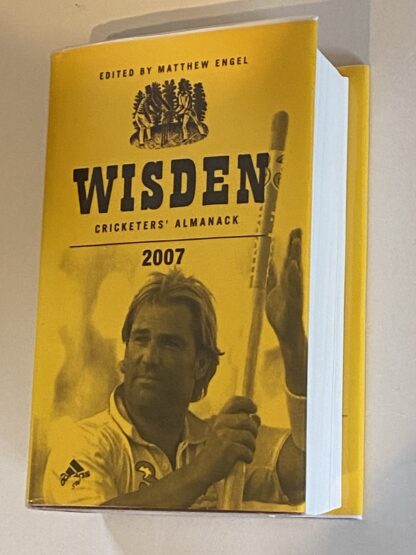 EDITED BY MATTHEW ENGEL
WISDEN
CRICKETERS' ALMANACK
2007